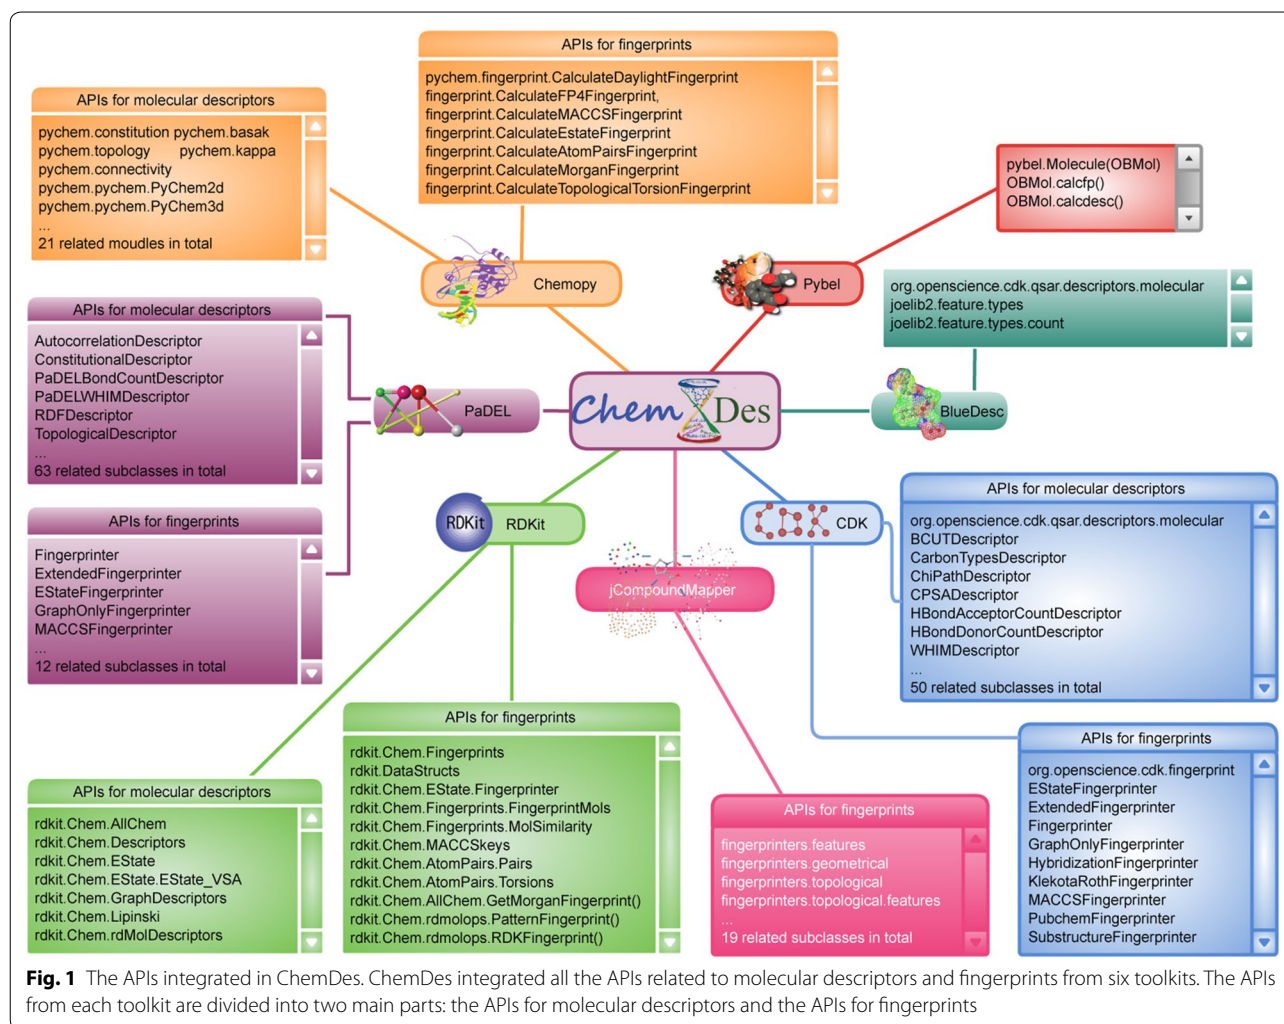 APIs for fingerprints
pychem.fingerprint.CalculateDaylightFingerprint
fingerprint.CalculateFP4Fingerprint,
fingerprint.CalculateMACCSFingerprint
fingerprint.CalculateEstateFingerprint
fingerprint.CalculateAtomPairsFingerprint
fingerprint.CalculateMorganFingerprint
fingerprint.CalculateTopologicalTorsionFingerprint
APIs for molecular descriptors
pychem.constitution pychem.basak
pychem.topology pychem.kappa
pychem.connectivity
pychem.pychem.PyChem2d
pychem.pychem.PyChem3d
...
21 related moudles in total
pybel.Molecule(OBMol)
OBMol.calcfp()
OBMol.calcdesc()
Chemopy
Pybel
org.openscience.cdk.qsar.descriptors.molecular
joelib2.feature.types
joelib2.feature.types.count
APIs for molecular descriptors
AutocorrelationDescriptor
ConstitutionalDescriptor
PaDELBondCountDescriptor
PaDELWHIMDescriptor
RDFDescriptor
TopologicalDescriptor
...
63 related subclasses in total
PaDEL
Chem Des
BlueDesc
APIs for fingerprints
Fingerprinter
ExtendedFingerprinter
EStateFingerprinter
GraphOnlyFingerprinter
MACCSFingerprinter
...
12 related subclasses in total
RDKit
RDKit
CDK
CDK
jCompoundMapper
APIs for molecular descriptors
org.openscience.cdk.qsar.descriptors.molecular
BCUTDescriptor
CarbonTypesDescriptor
ChiPathDescriptor
CPSADescriptor
HBondAcceptorCountDescriptor
HBondDonorCountDescriptor
WHIMDescriptor
...
50 related subclasses in total
APIs for molecular descriptors
rdkit.Chem.AllChem
rdkit.Chem.Descriptors
rdkit.Chem.EState
rdkit.Chem.EState.EState_VSA
rdkit.Chem.GraphDescriptors
rdkit.Chem.Lipinski
rdkit.Chem.rdMolDescriptors
APIs for fingerprints
rdkit.Chem.Fingerprints
rdkit.DataStructs
rdkit.Chem.EState.Fingerprinter
rdkit.Chem.Fingerprints.FingerprintMols
rdkit.Chem.Fingerprints.MolSimilarity
rdkit.Chem.MACCSkeys
rdkit.Chem.AtomPairs.Pairs
rdkit.Chem.AtomPairs.Torsions
rdkit.Chem.AllChem.GetMorganFingerprint()
rdkit.Chem.rdmolops.PatternFingerprint()
rdkit.Chem.rdmolops.RDKFingerprint()
APIs for fingerprints
fingerprinters.features
fingerprinters.geometrical
fingerprinters.topological
fingerprinters.topological.features
...
19 related subclasses in total
APIs for fingerprints
org.openscience.cdk.fingerprint
EStateFingerprinter
ExtendedFingerprinter
Fingerprinter
GraphOnlyFingerprinter
HybridizationFingerprinter
KlekotaRothFingerprinter
MACCSFingerprinter
PubchemFingerprinter
SubstructureFingerprinter
Fig. 1 The APIs integrated in ChemDes. ChemDes integrated all the APIs related to molecular descriptors and fingerprints from six toolkits. The APIs
from each toolkit are divided into two main parts: the APIs for molecular descriptors and the APIs for fingerprints